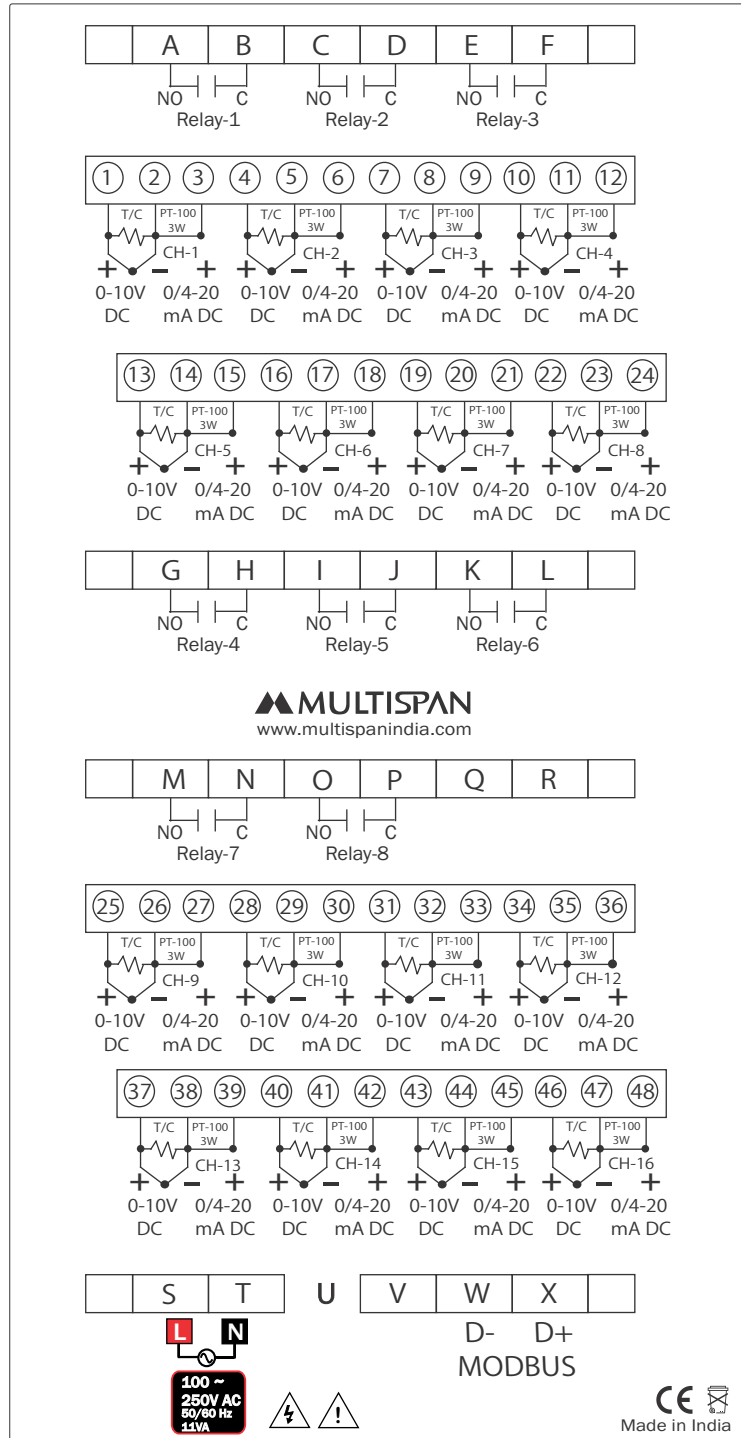 A B C D E F
NO C NO C NO C
Relay-1 Relay-2 Relay-3
1 2 3 4 5 6 7 8 9 10 11 12
T/C PT-100 T/C PT-100 T/C PT-100 T/C PT-100
3W 3W 3W 3W
CH-1 CH-2 CH-3 CH-4
+ − + + − + + − + + − +
0-10V 0/4-20 0-10V 0/4-20 0-10V 0/4-20 0-10V 0/4-20
DC mA DC DC mA DC DC mA DC DC mA DC
13 14 15 16 17 18 19 20 21 22 23 24
T/C PT-100 T/C PT-100 T/C PT-100 T/C PT-100
3W 3W 3W 3W
CH-5 CH-6 CH-7 CH-8
+ − + + − + + − + + − +
0-10V 0/4-20 0-10V 0/4-20 0-10V 0/4-20 0-10V 0/4-20
DC mA DC DC mA DC DC mA DC DC mA DC
G H I J K L
NO C NO C NO C
Relay-4 Relay-5 Relay-6
MULTISPAN
www.multispanindia.com
M N O P Q R
NO C NO C
Relay-7 Relay-8
25 26 27 28 29 30 31 32 33 34 35 36
T/C PT-100 T/C PT-100 T/C PT-100 T/C PT-100
3W 3W 3W 3W
CH-9 CH-10 CH-11 CH-12
+ − + + − + + − + + − +
0-10V 0/4-20 0-10V 0/4-20 0-10V 0/4-20 0-10V 0/4-20
DC mA DC DC mA DC DC mA DC DC mA DC
37 38 39 40 41 42 43 44 45 46 47 48
T/C PT-100 T/C PT-100 T/C PT-100 T/C PT-100
3W 3W 3W 3W
CH-13 CH-14 CH-15 CH-16
+ − + + − + + − + + − +
0-10V 0/4-20 0-10V 0/4-20 0-10V 0/4-20 0-10V 0/4-20
DC mA DC DC mA DC DC mA DC DC mA DC
S T U V W X
L N D- D+
MODBUS
100 ~
250V AC
50/60 Hz
11VA
CE
Made in India